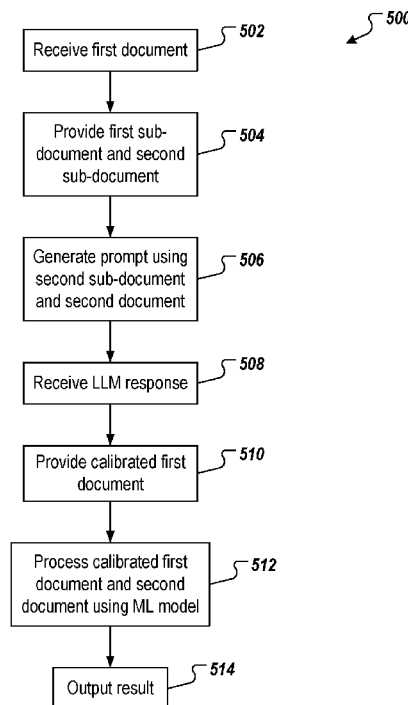 500
Receive first document
502
Provide first sub-
document and second
sub-document
504
Generate prompt using
second sub-document
and second document
506
Receive LLM response
508
Provide calibrated first
document
510
Process calibrated first
document and second
document using ML model
512
Output result
514